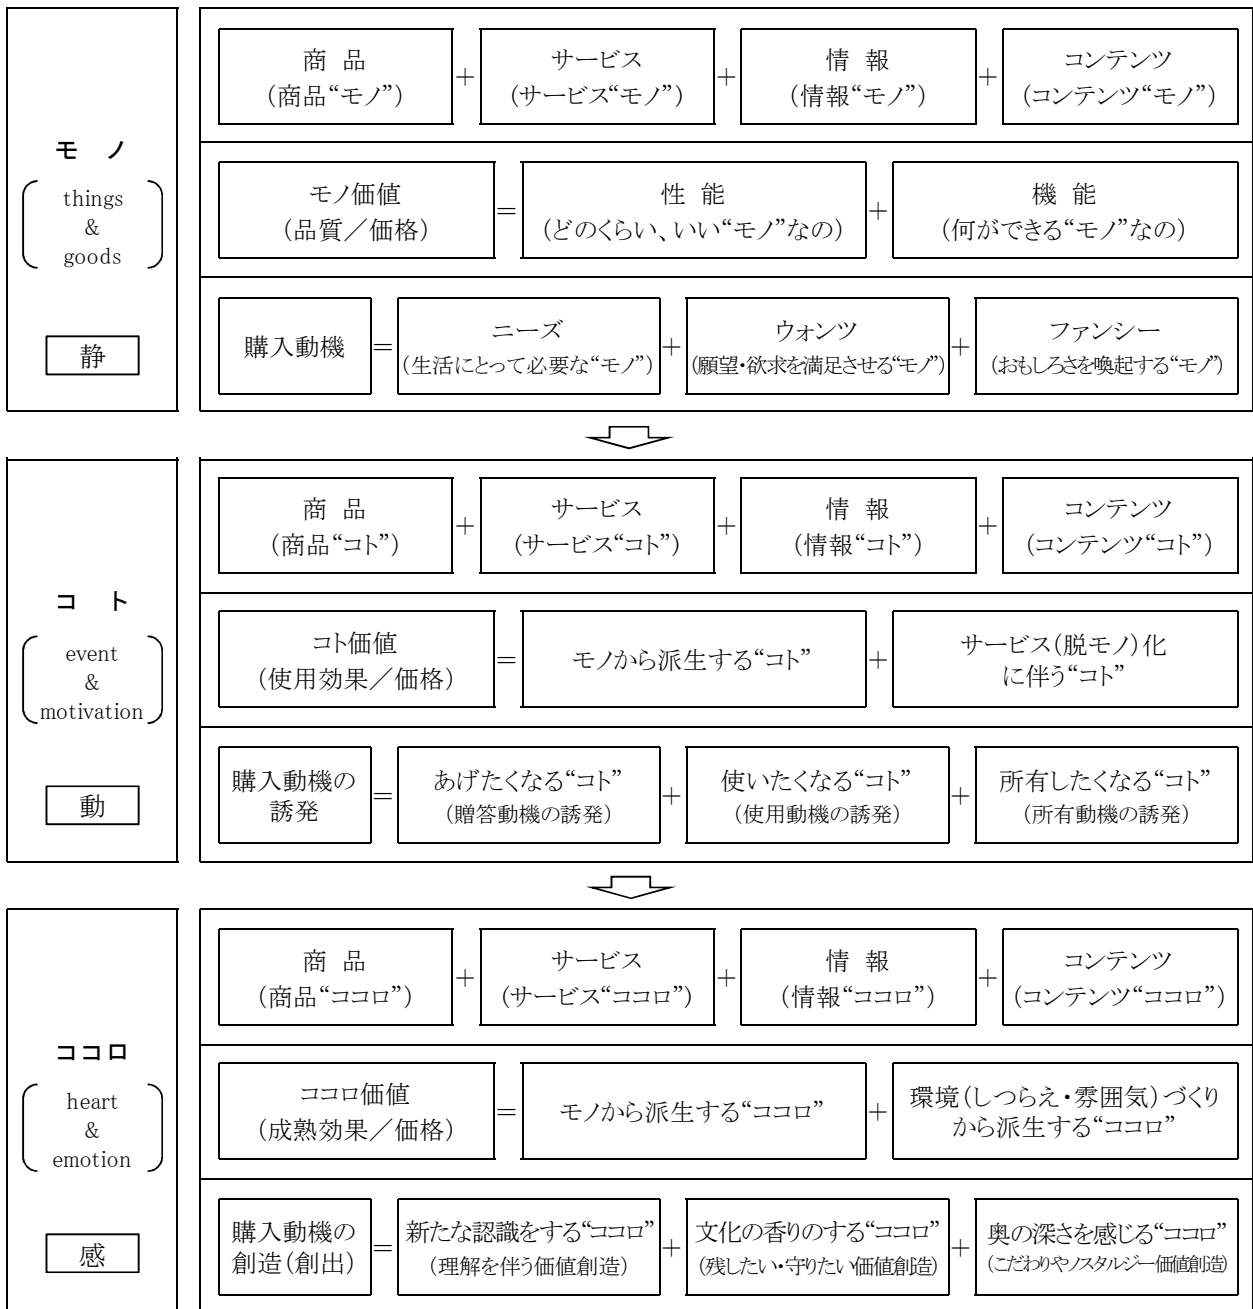 モ ノ
things
&
goods
静
商 品
(商品“モノ”)
+
サービス
(サービス“モノ”)
+
情 報
(情報“モノ”)
+
コンテンツ
(コンテンツ“モノ”)
モノ価値
(品質／価格)
=
性 能
(どのくらい、いい“モノ”なの)
+
機 能
(何ができる“モノ”なの)
購入動機
=
ニーズ
(生活にとって必要な“モノ”)
+
ウォンツ
(願望・欲求を満足させる“モノ”)
+
ファンシー
(おもしろさを喚起する“モノ”)
コ ト
event
&
motivation
動
商 品
(商品“コト”)
+
サービス
(サービス“コト”)
+
情 報
(情報“コト”)
+
コンテンツ
(コンテンツ“コト”)
コト価値
(使用効果／価格)
=
モノから派生する“コト”
+
サービス(脱モノ)化
に伴う“コト”
購入動機の
誘発
=
あげたくなる“コト”
(贈答動機の誘発)
+
使いたくなる“コト”
(使用動機の誘発)
+
所有したくなる“コト”
(所有動機の誘発)
ココロ
heart
&
emotion
感
商 品
(商品“ココロ”)
+
サービス
(サービス“ココロ”)
+
情 報
(情報“ココロ”)
+
コンテンツ
(コンテンツ“ココロ”)
ココロ価値
(成熟効果／価格)
=
モノから派生する“ココロ”
+
環境(しつらえ・雰囲気)づくり
から派生する“ココロ”
購入動機の
創造(創出)
=
新たな認識をする“ココロ”
(理解を伴う価値創造)
+
文化の香りのする“ココロ”
(残したい・守りたい価値創造)
+
奥の深さを感じる“ココロ”
(こだわりやノスタルジー価値創造)